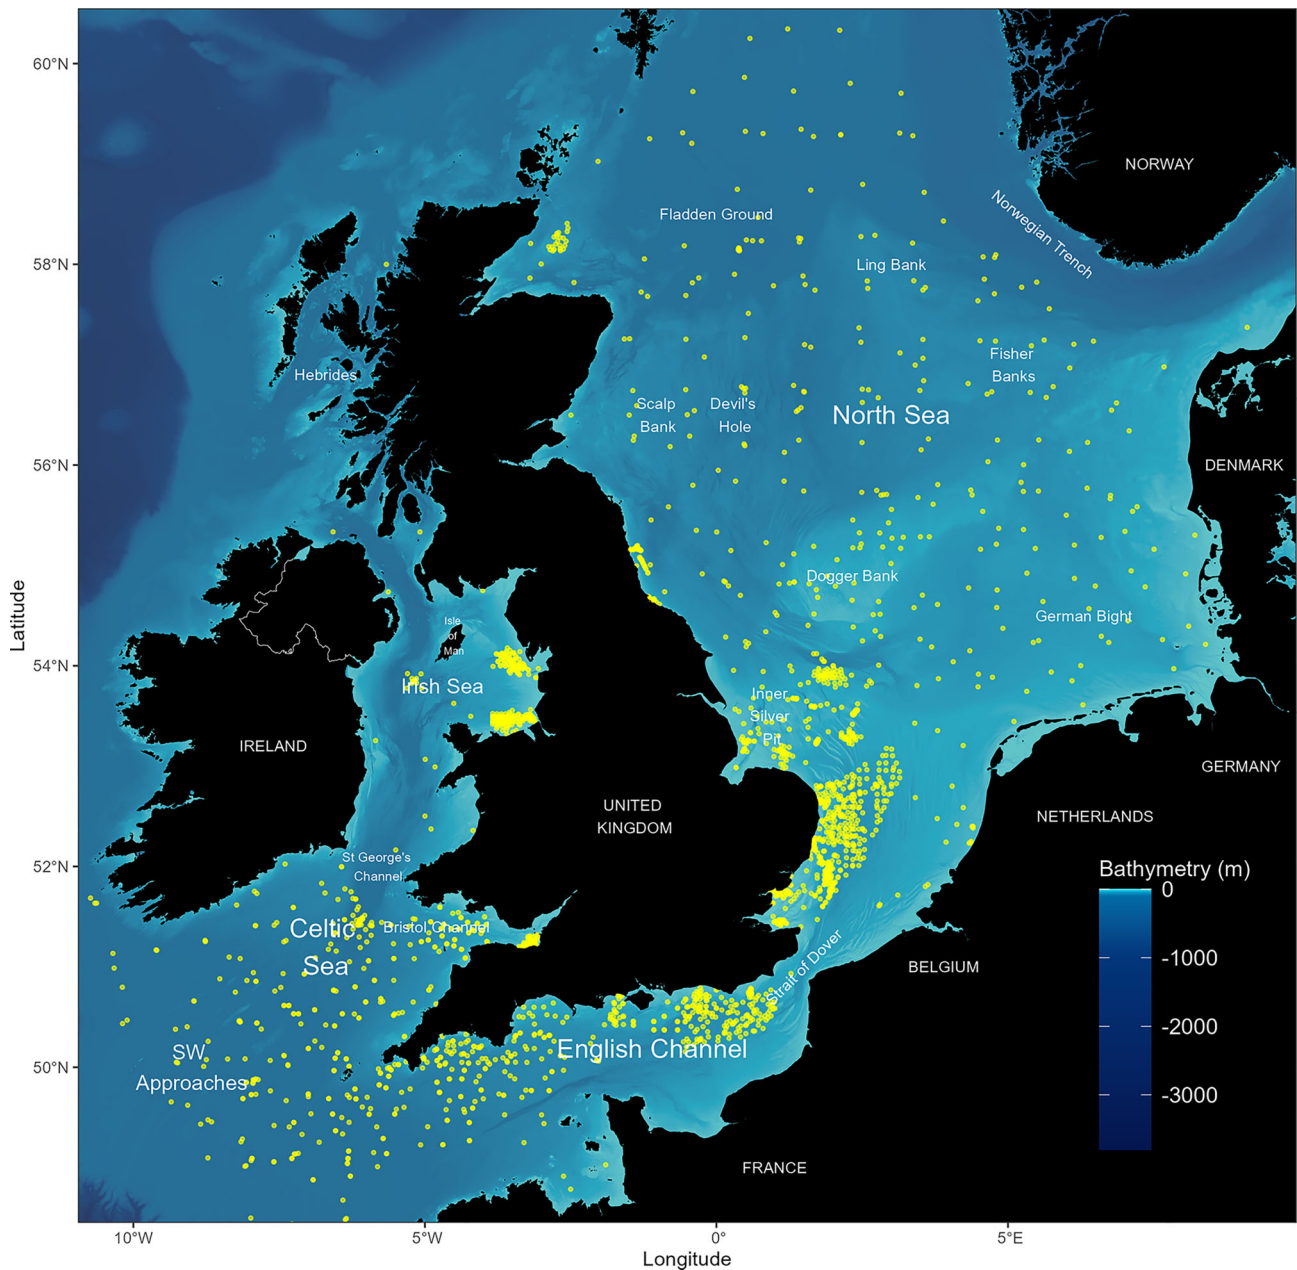 60°N
58°N
56°N
54°N
52°N
50°N
Latitude
10°W
5°W
0°
5°E
Longitude
NORWAY
Norwegian Trench
Fladden Ground
Ling Bank
Hebrides
Fisher
Banks
Scalp
Bank
Devil's
Hole
North Sea
DENMARK
Dogger Bank
German Bight
Isle
of
Man
Irish Sea
Inner
Silver
Pit
IRELAND
GERMANY
UNITED
KINGDOM
NETHERLANDS
St George's
Channel
Celtic
Sea
Bristol Channel
Strait of Dover
BELGIUM
SW
Approaches
English Channel
FRANCE
Bathymetry (m)
0
-1000
-2000
-3000